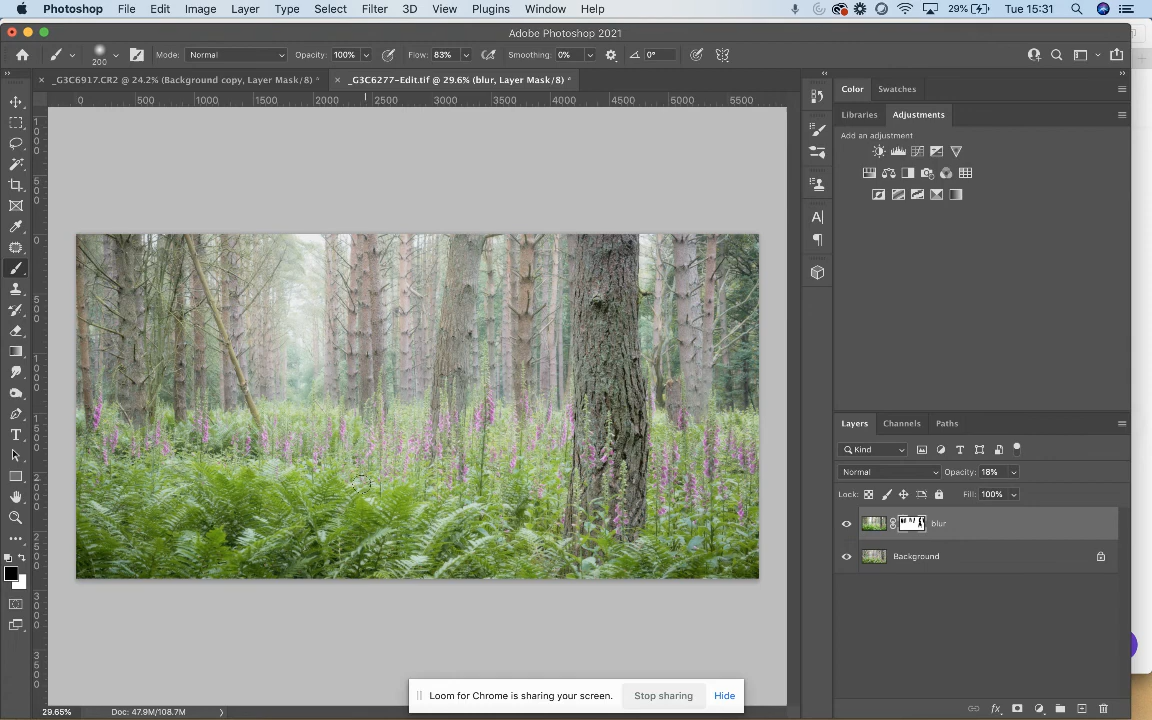 Photoshop File Edit Image Layer Type Select Filter 3D View Plugins Window Help 29% Tue 15:31
Adobe Photoshop 2021
200 Mode: Normal Opacity: 100% Flow: 83% Smoothing: 0% 0°
_G3C6917.CR2 @ 24.2% (Background copy, Layer Mask/8) * _G3C6277-Edit.tif @ 29.6% (blur, Layer Mask/8) *
0 500 1000 1500 2000 2500 3000 3500 4000 4500 5000 5500
Color Swatches
Libraries Adjustments
Add an adjustment
Layers Channels Paths
Kind
Normal Opacity: 18%
Lock: Fill: 100%
blur
Background
Loom for Chrome is sharing your screen. Stop sharing Hide
29.65% Doc: 47.9M/108.7M